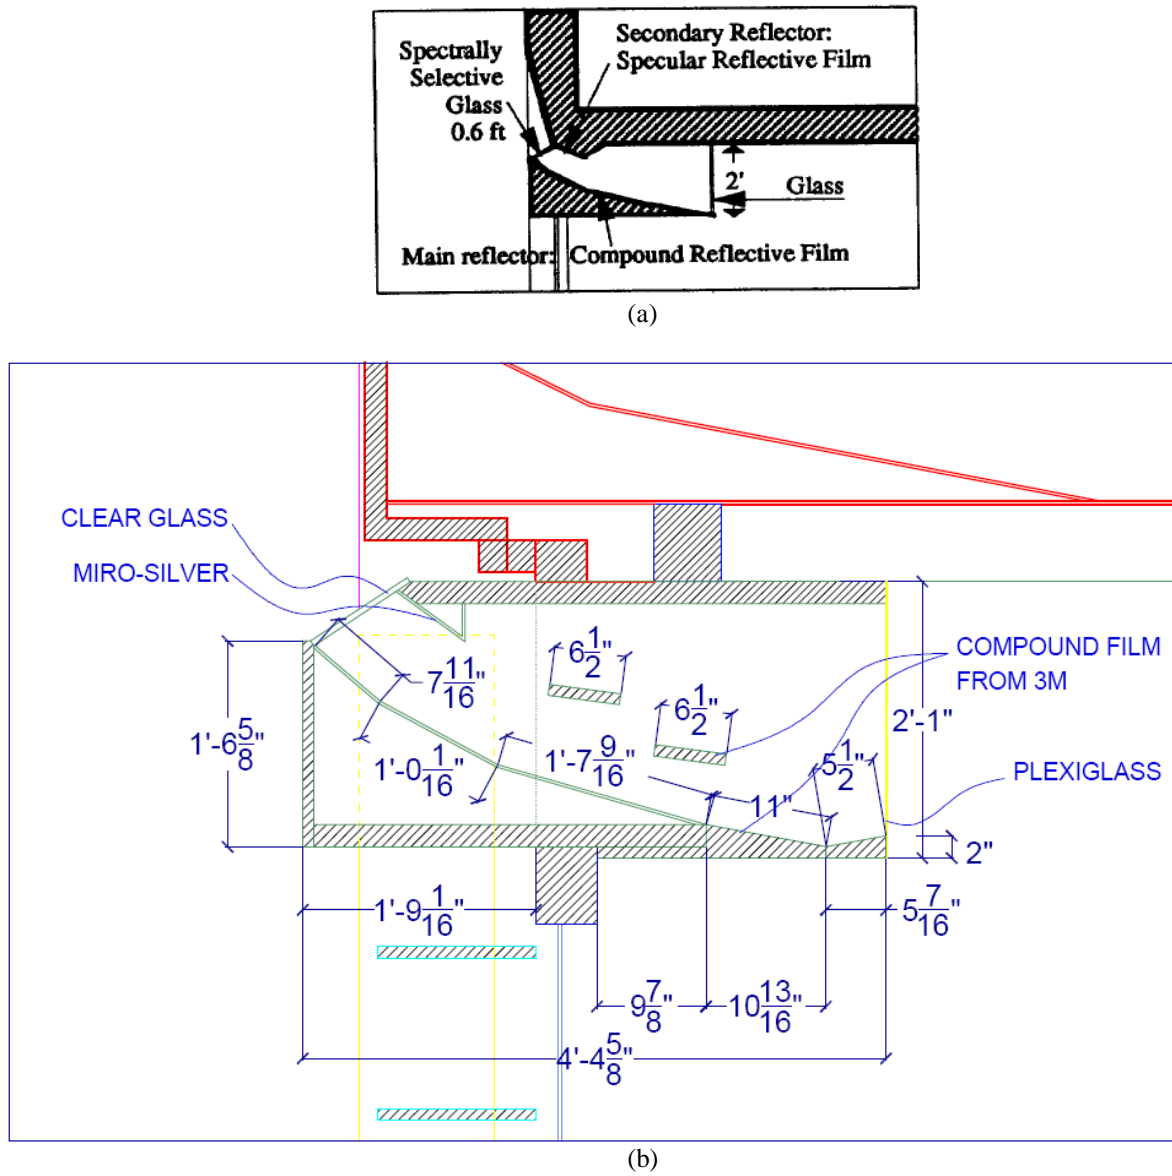 Spectrally
Selective
Glass
0.6 ft
Secondary Reflector:
Specular Reflective Film
2'
Glass
Main reflector: Compound Reflective Film
(a)
CLEAR GLASS
MIRO-SILVER
COMPOUND FILM
FROM 3M
PLEXIGLASS
6 1/2"
6 1/2"
7 11/16"
1'-6 5/8"
1'-0 1/16"
1'-7 9/16"
5 1/2"
11"
2'-1"
2"
1'-9 1/16"
5 7/16"
9 7/8"
10 13/16"
4'-4 5/8"
(b)